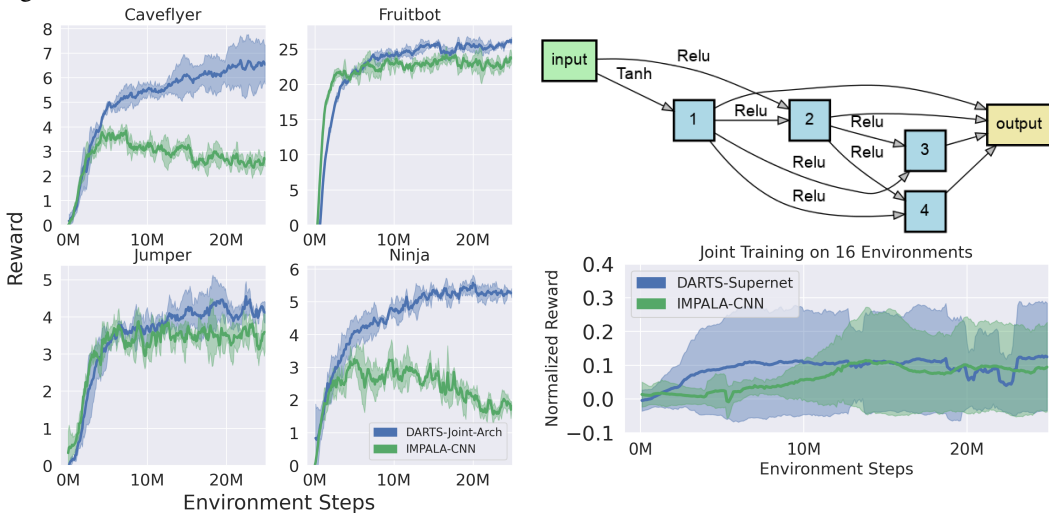 Caveflyer
8
7
6
5
4
3
2
1
0
0M
10M
20M
Fruitbot
25
20
15
10
5
0
0M
10M
20M
Jumper
5
4
3
2
1
0
0M
10M
20M
Ninja
6
5
4
3
2
1
0
DARTS-Joint-Arch
IMPALA-CNN
0M
10M
20M
Reward
Environment Steps
input
Relu
Tanh
1
Relu
2
Relu
3
output
Relu
Relu
Relu
4
Joint Training on 16 Environments
0.4
0.3
0.2
0.1
0.0
−0.1
Normalized Reward
DARTS-Supernet
IMPALA-CNN
0M
10M
20M
Environment Steps